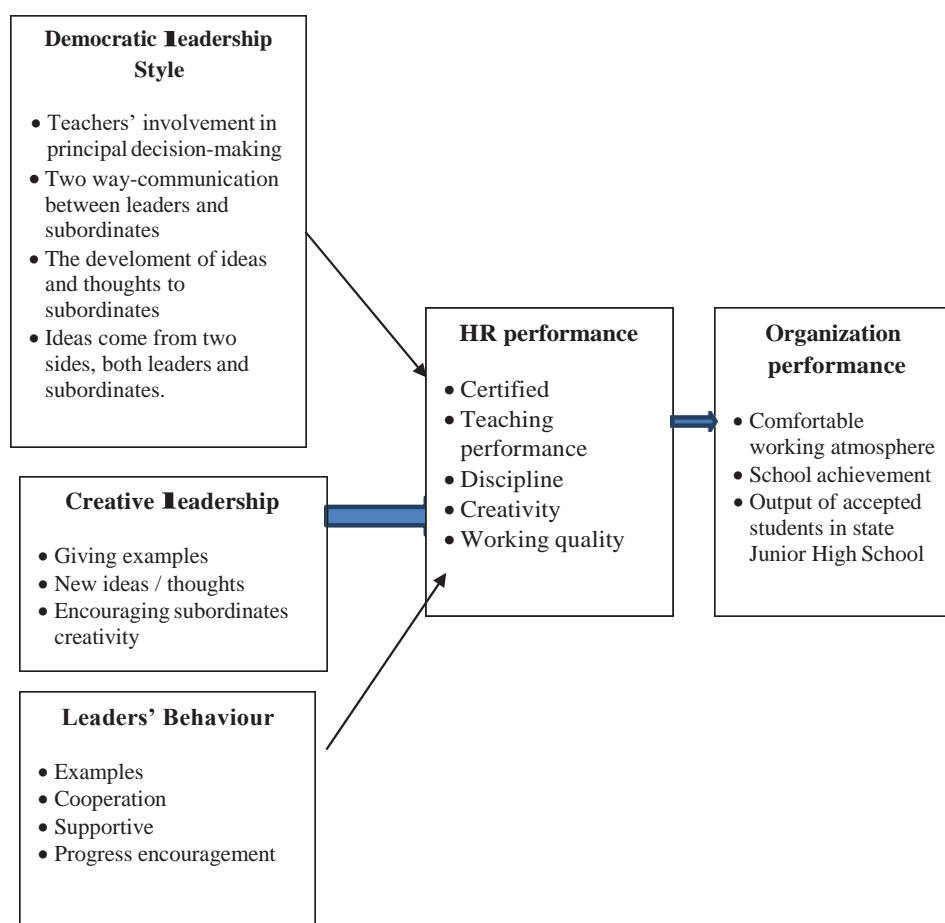 Democratic leadership
Style
• Teachers' involvement in
principal decision-making
• Two way-communication
between leaders and
subordinates
• The develoment of ideas
and thoughts to
subordinates
• Ideas come from two
sides, both leaders and
subordinates.
Creative leadership
• Giving examples
• New ideas / thoughts
• Encouraging subordinates
creativity
Leaders' Behaviour
• Examples
• Cooperation
• Supportive
• Progress encouragement
HR performance
• Certified
• Teaching
performance
• Discipline
• Creativity
• Working quality
Organization
performance
• Comfortable
working atmosphere
• School achievement
• Output of accepted
students in state
Junior High School